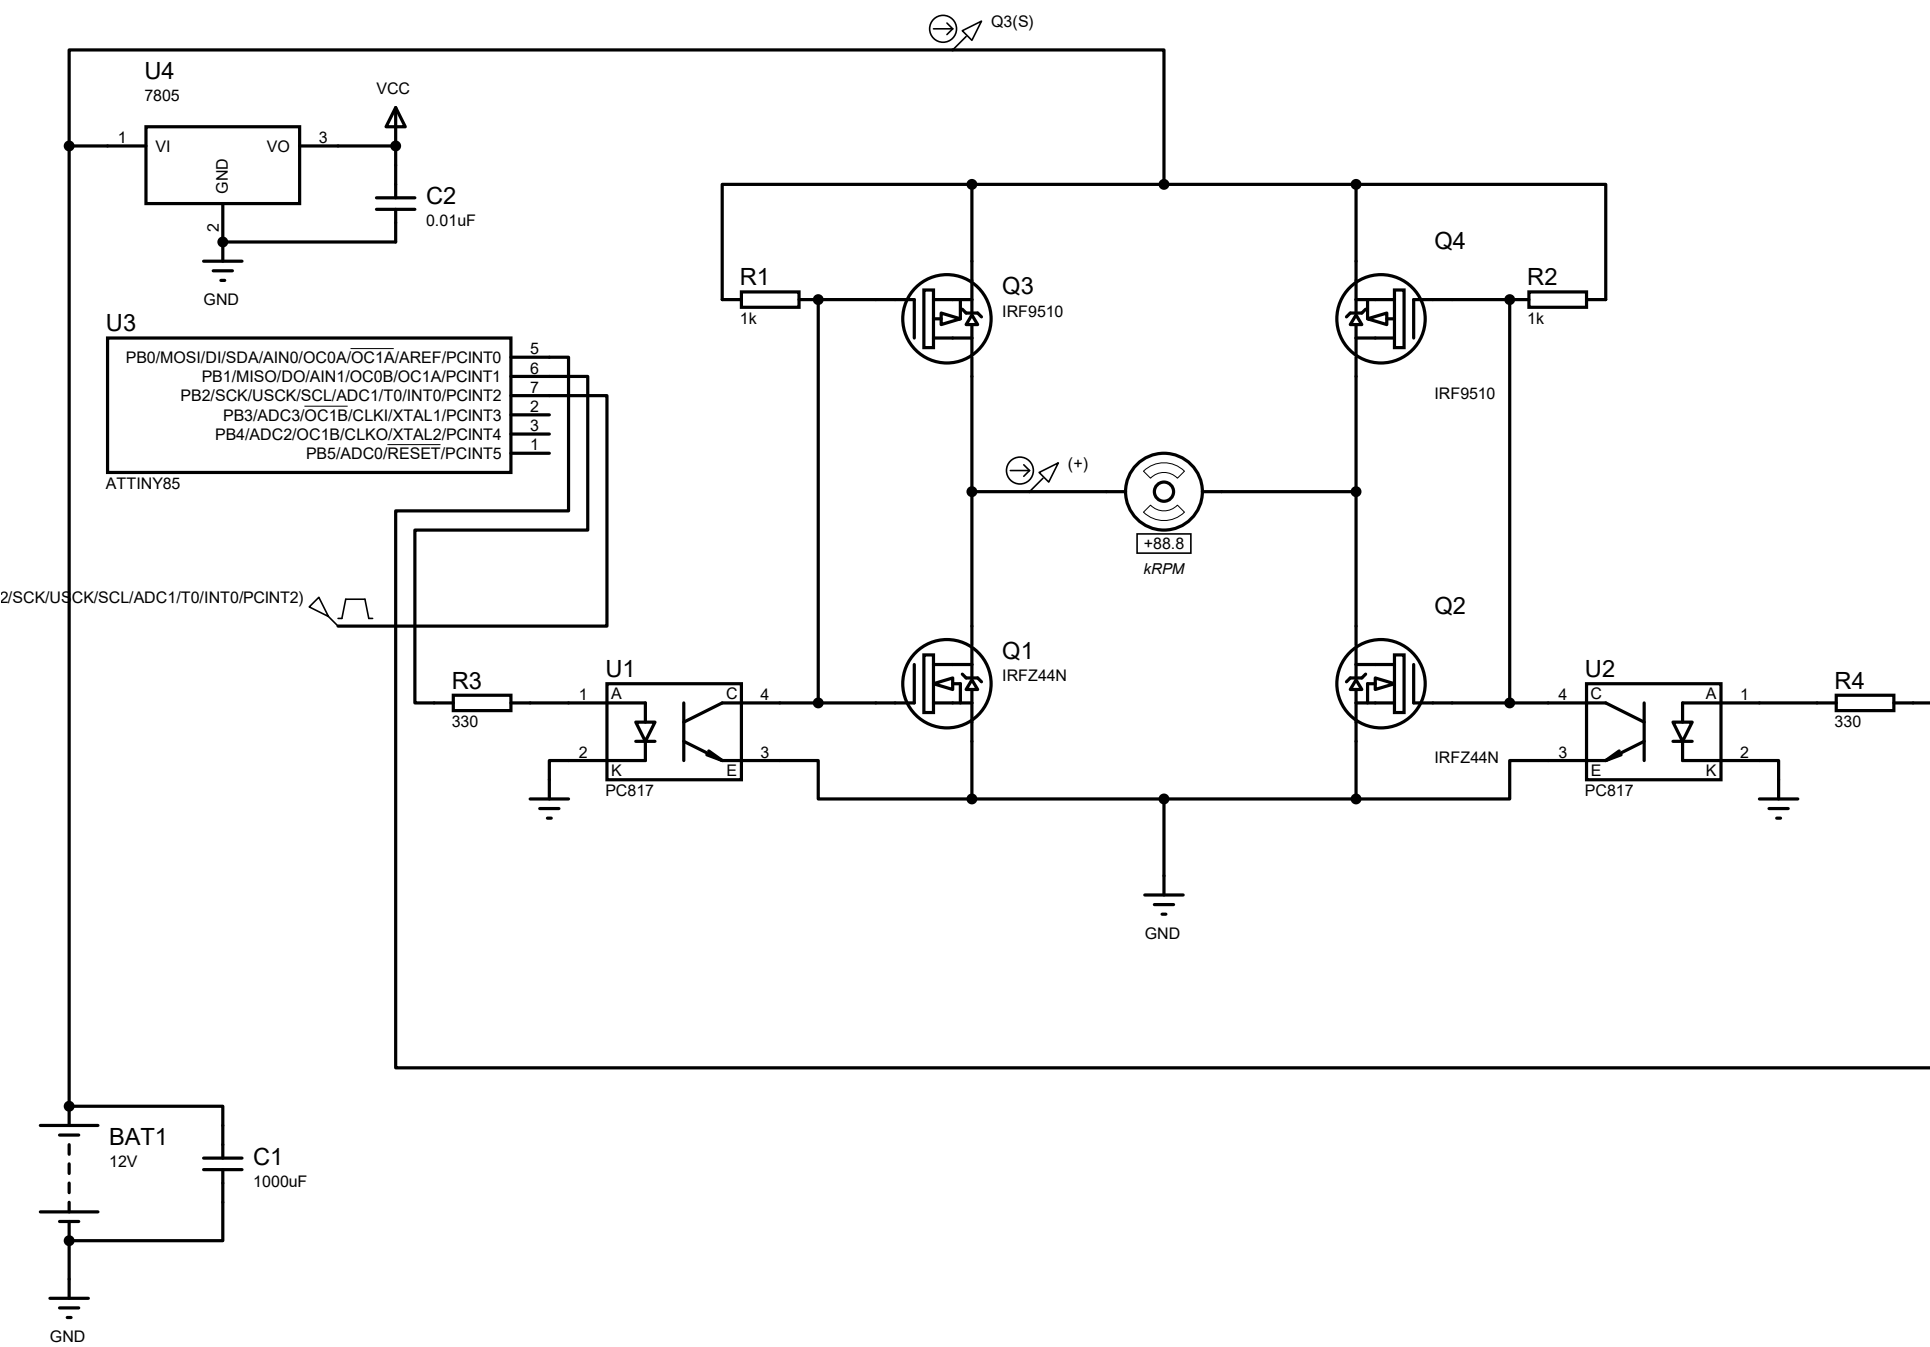 Q3(S)
U4
7805
VCC
1
VI
VO
3
GND
2
C2
0.01uF
GND
U3
PB0/MOSI/DI/SDA/AIN0/OC0A/OC1A/AREF/PCINT0
5
PB1/MISO/DO/AIN1/OC0B/OC1A/PCINT1
6
PB2/SCK/USCK/SCL/ADC1/T0/INT0/PCINT2
7
PB3/ADC3/OC1B/CLKI/XTAL1/PCINT3
2
PB4/ADC2/OC1B/CLKO/XTAL2/PCINT4
3
PB5/ADC0/RESET/PCINT5
1
ATTINY85
R1
1k
Q3
IRF9510
Q4
IRF9510
R2
1k
(+)
+88.8
kRPM
2/SCK/USCK/SCL/ADC1/T0/INT0/PCINT2)
R3
330
U1
1
A
C
4
2
K
E
3
PC817
Q1
IRFZ44N
Q2
IRFZ44N
U2
4
C
A
1
3
E
K
2
PC817
R4
330
GND
BAT1
12V
C1
1000uF
GND